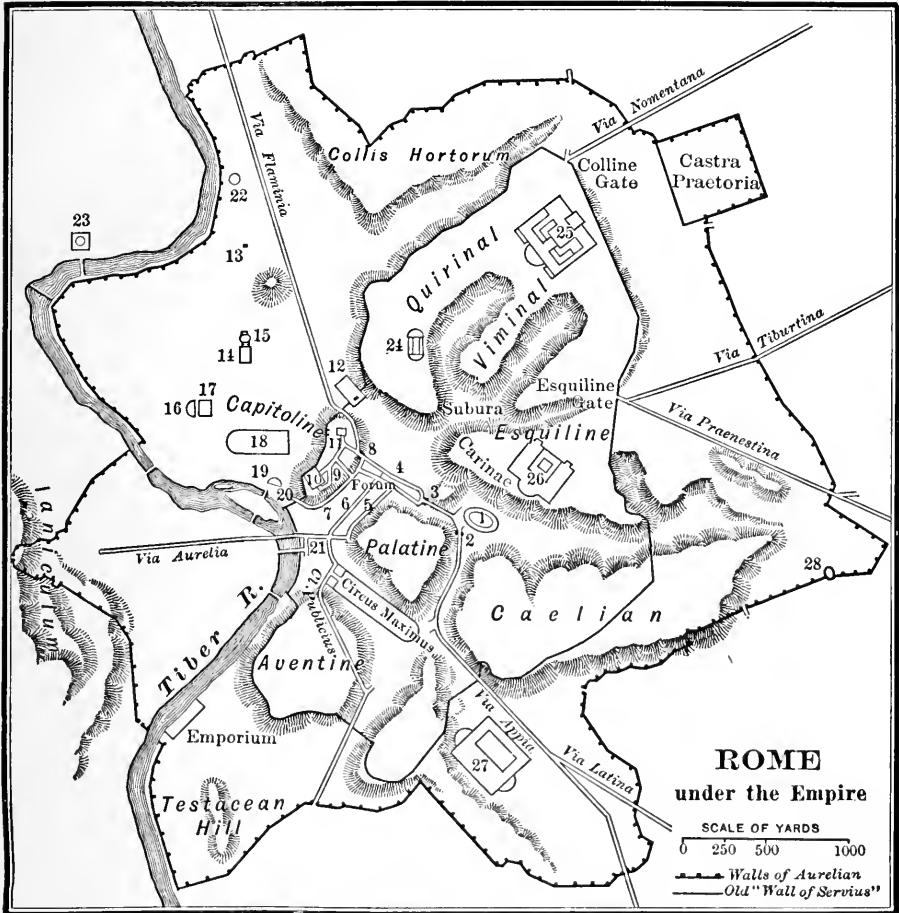 Via Nomentana
Via Flaminia
Collis Hortorum
Colline
Gate
Castra
Praetoria
22
23
13
25
Quirinal
Viminal
24
15
14
Via Tiburtina
12
Esquiline
Gate
17
16
Capitoline
Subura
Via Praenestina
Esquiline
18
11
8
Carinae
26
19
10
9
4
20
Forum
3
6
5
7
1
2
Via Aurelia
21
Palatine
28
Ianiculum
Circus Maximus
Cl. Publicius
Caelian
Tiber R.
Aventine
Via Appia
Emporium
27
Via Latina
ROME
under the Empire
Testacean
Hill
SCALE OF YARDS
0 250 500 1000
Walls of Aurelian
Old "Wall of Servius"